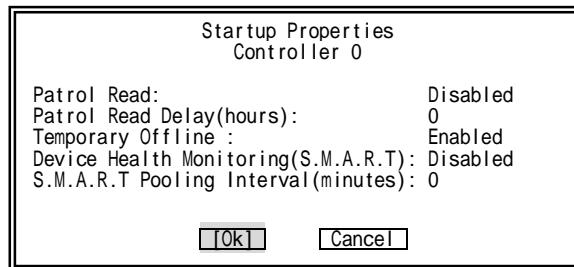 Startup Properties
Controller 0
Patrol Read: Disabled
Patrol Read Delay(hours): 0
Temporary Offline : Enabled
Device Health Monitoring(S.M.A.R.T): Disabled
S.M.A.R.T Pooling Interval(minutes): 0
[Ok] Cancel